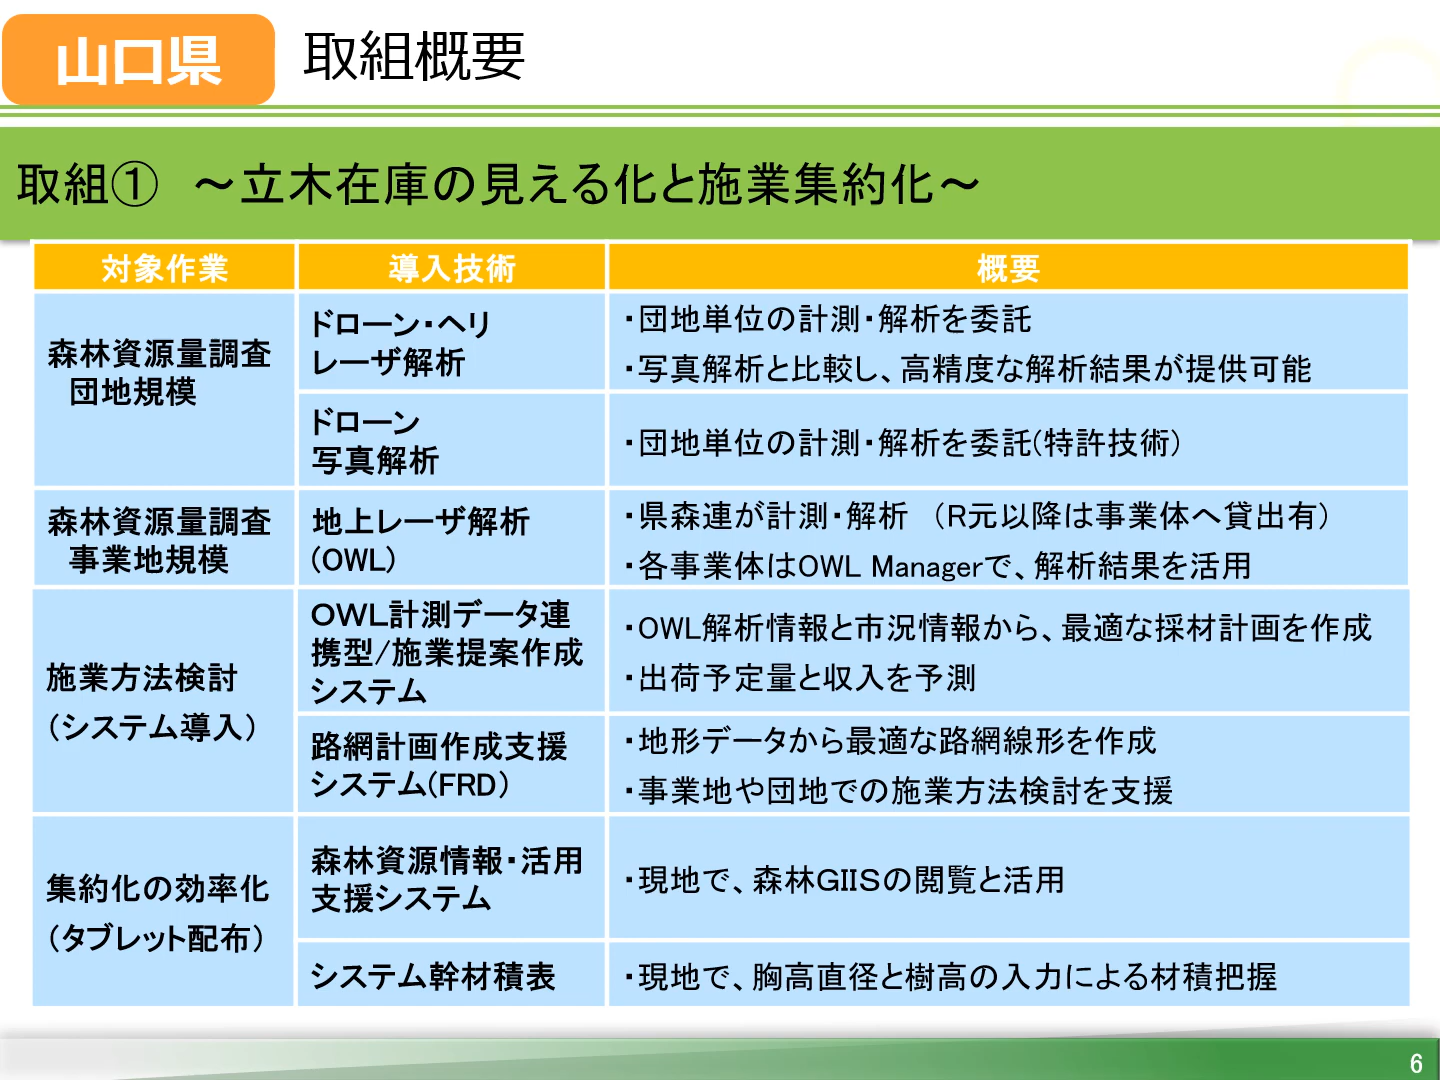 山口県
取組概要
取組① ～立木在庫の見える化と施業集約化～
対象作業
導入技術
概要
森林資源量調査
団地規模
ドローン・ヘリ
レーザ解析
・団地単位の計測・解析を委託
・写真解析と比較し、高精度な解析結果が提供可能
ドローン
写真解析
・団地単位の計測・解析を委託(特許技術)
森林資源量調査
事業地規模
地上レーザ解析
(OWL)
・県森連が計測・解析 （R元以降は事業体へ貸出有）
・各事業体はOWL Managerで、解析結果を活用
施業方法検討
（システム導入）
ＯＷＬ計測データ連
携型/施業提案作成
システム
・OWL解析情報と市況情報から、最適な採材計画を作成
・出荷予定量と収入を予測
路網計画作成支援
システム(FRD）
・地形データから最適な路網線形を作成
・事業地や団地での施業方法検討を支援
集約化の効率化
（タブレット配布）
森林資源情報・活用
支援システム
・現地で、森林GIISの閲覧と活用
システム幹材積表
・現地で、胸高直径と樹高の入力による材積把握
6